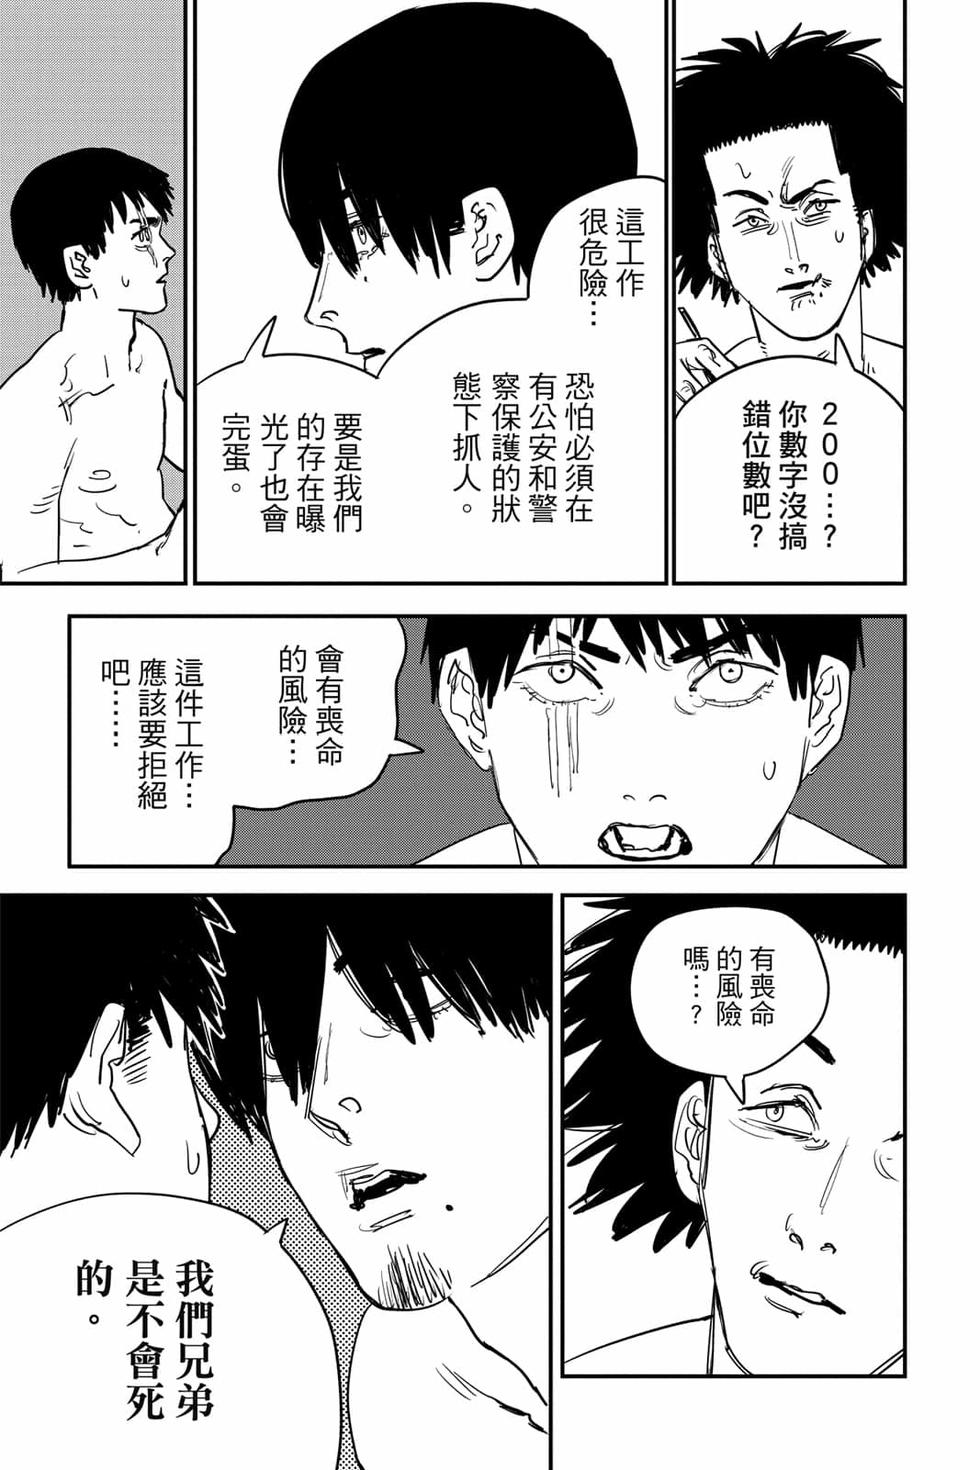 200…?
你數字沒搞
錯位數吧?
這工作
很危險…
恐怕必須在
有公安和警
察保護的狀
態下抓人。
要是我們
的存在曝
光了也會
完蛋。
會有喪命
的風險…
這件工作…
應該要拒絕
吧……
有喪命
的風險
嗎…?
我們兄弟
是不會死
的。